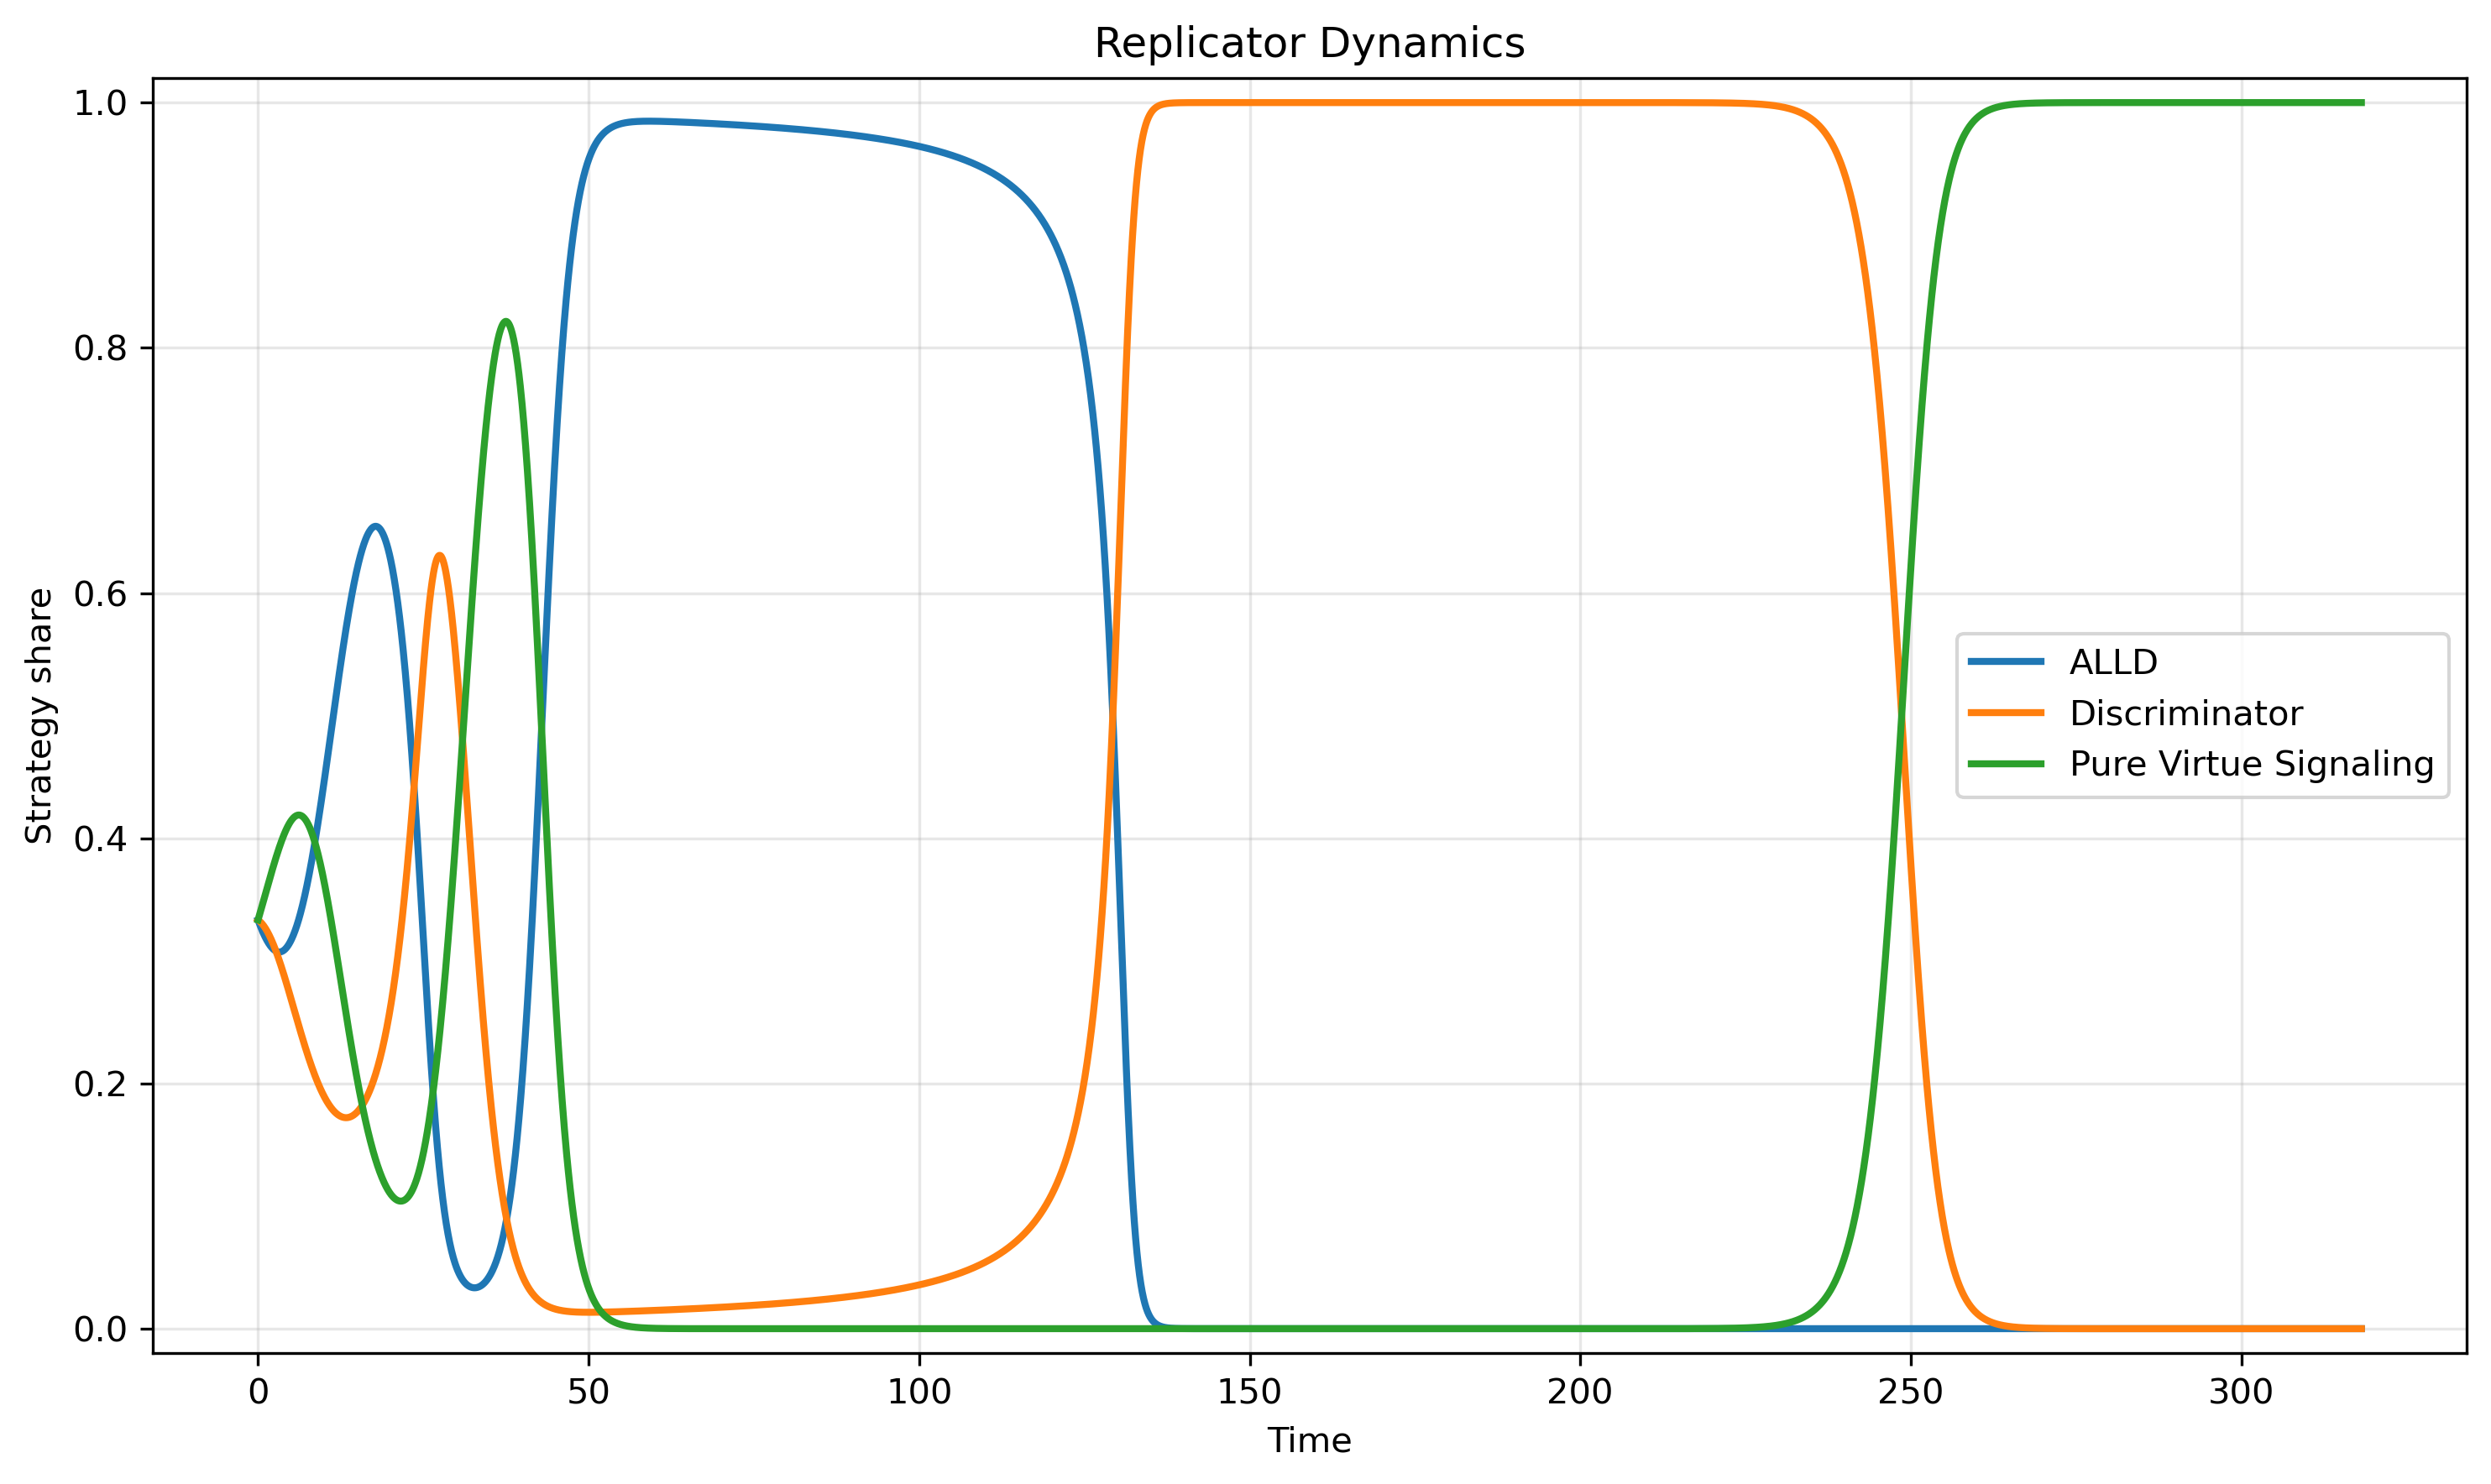 Replicator Dynamics
1.0
0.8
0.6
0.4
0.2
0.0
Strategy share
ALLD
Discriminator
Pure Virtue Signaling
0 50 100 150 200 250 300
Time